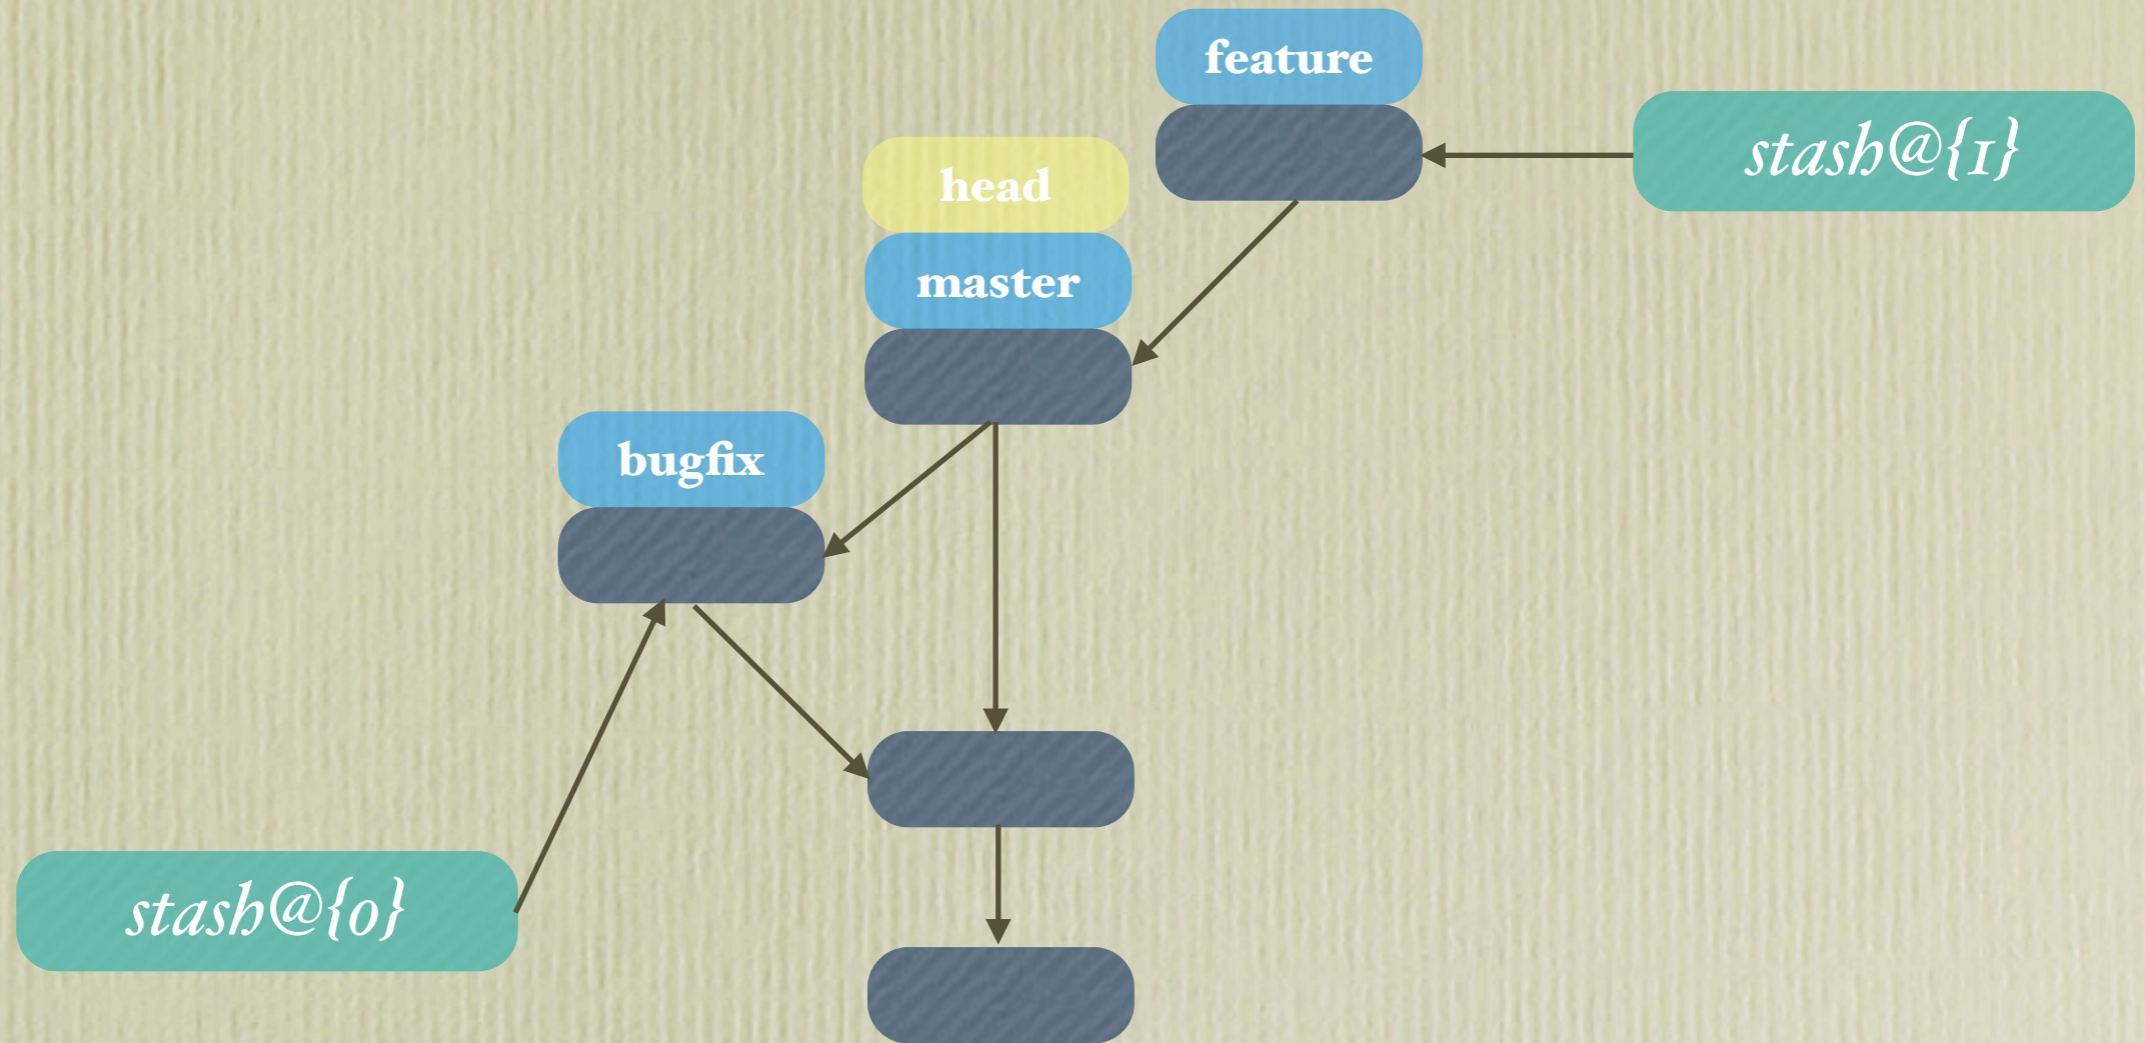 feature
stash@{1}
head
master
bugfix
stash@{0}